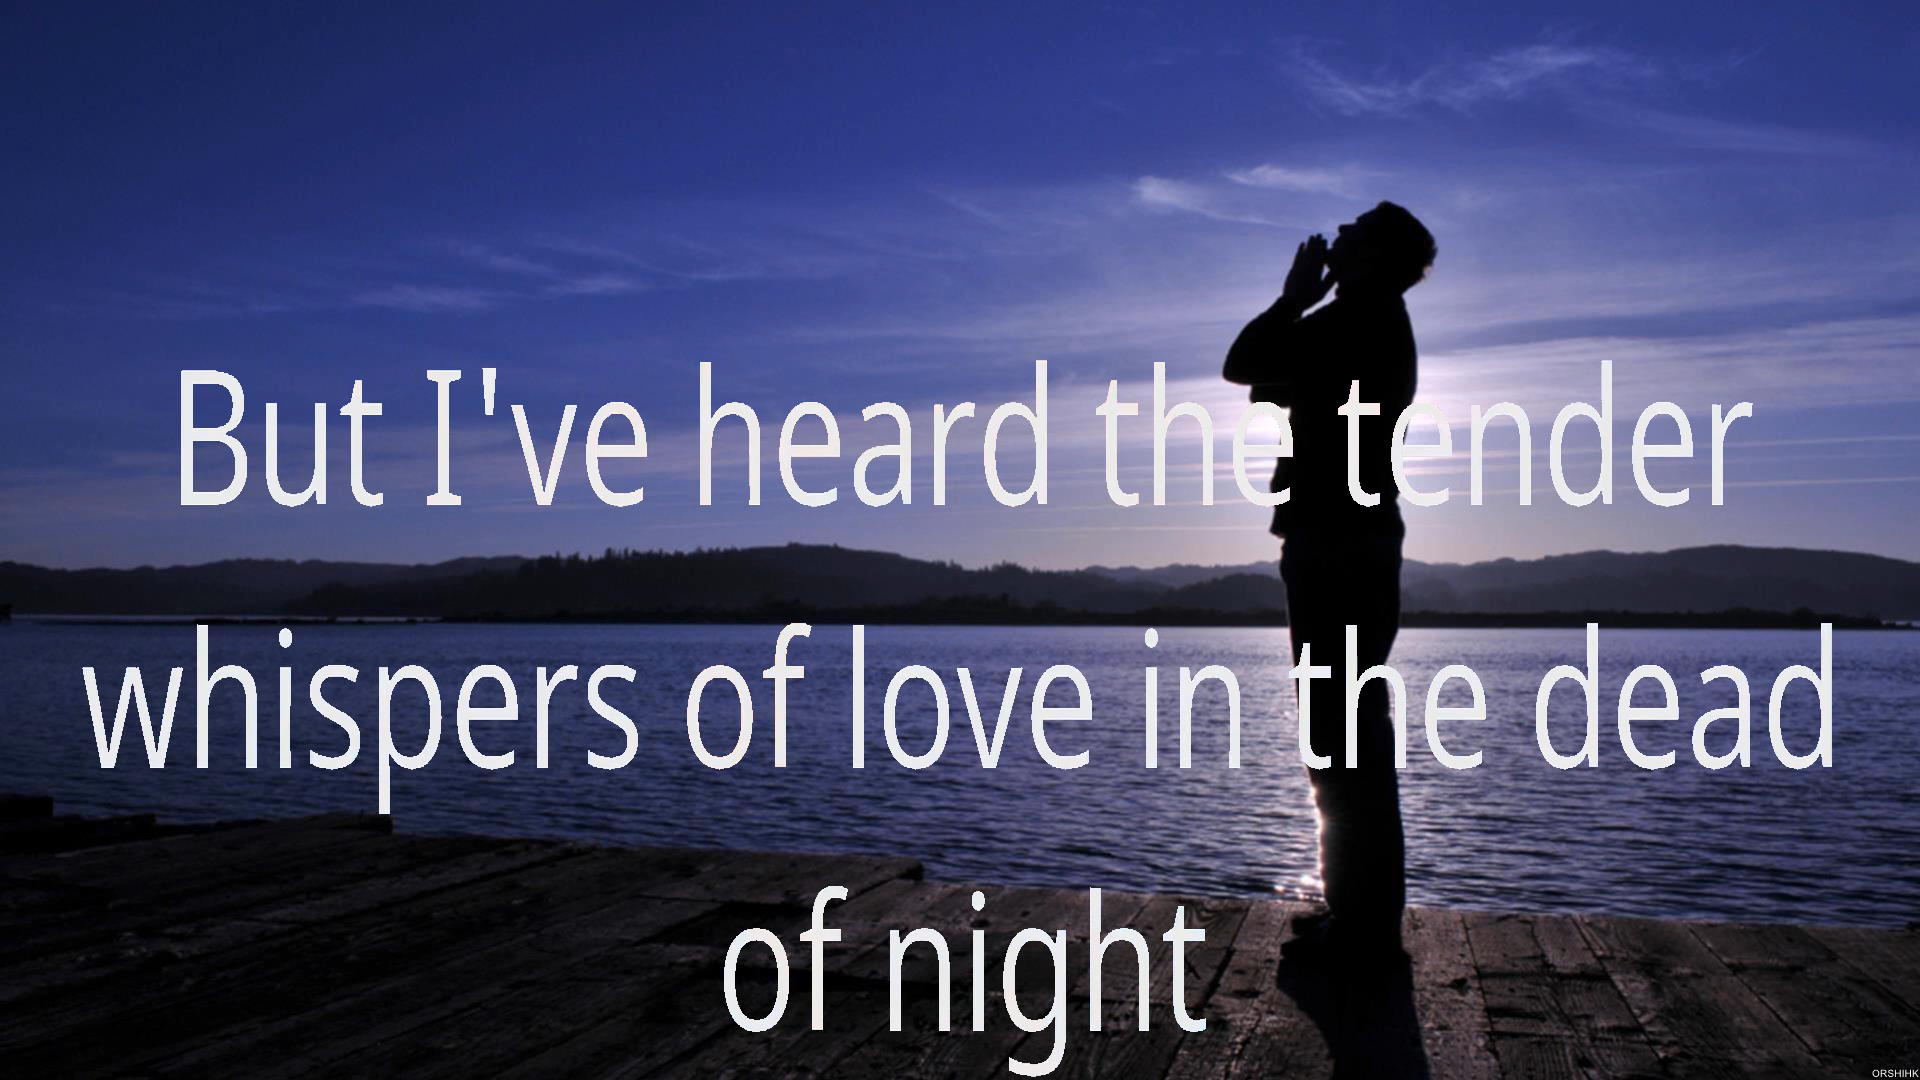 But I've heard the tender
whispers of love in the dead
of night
ORSHIHK